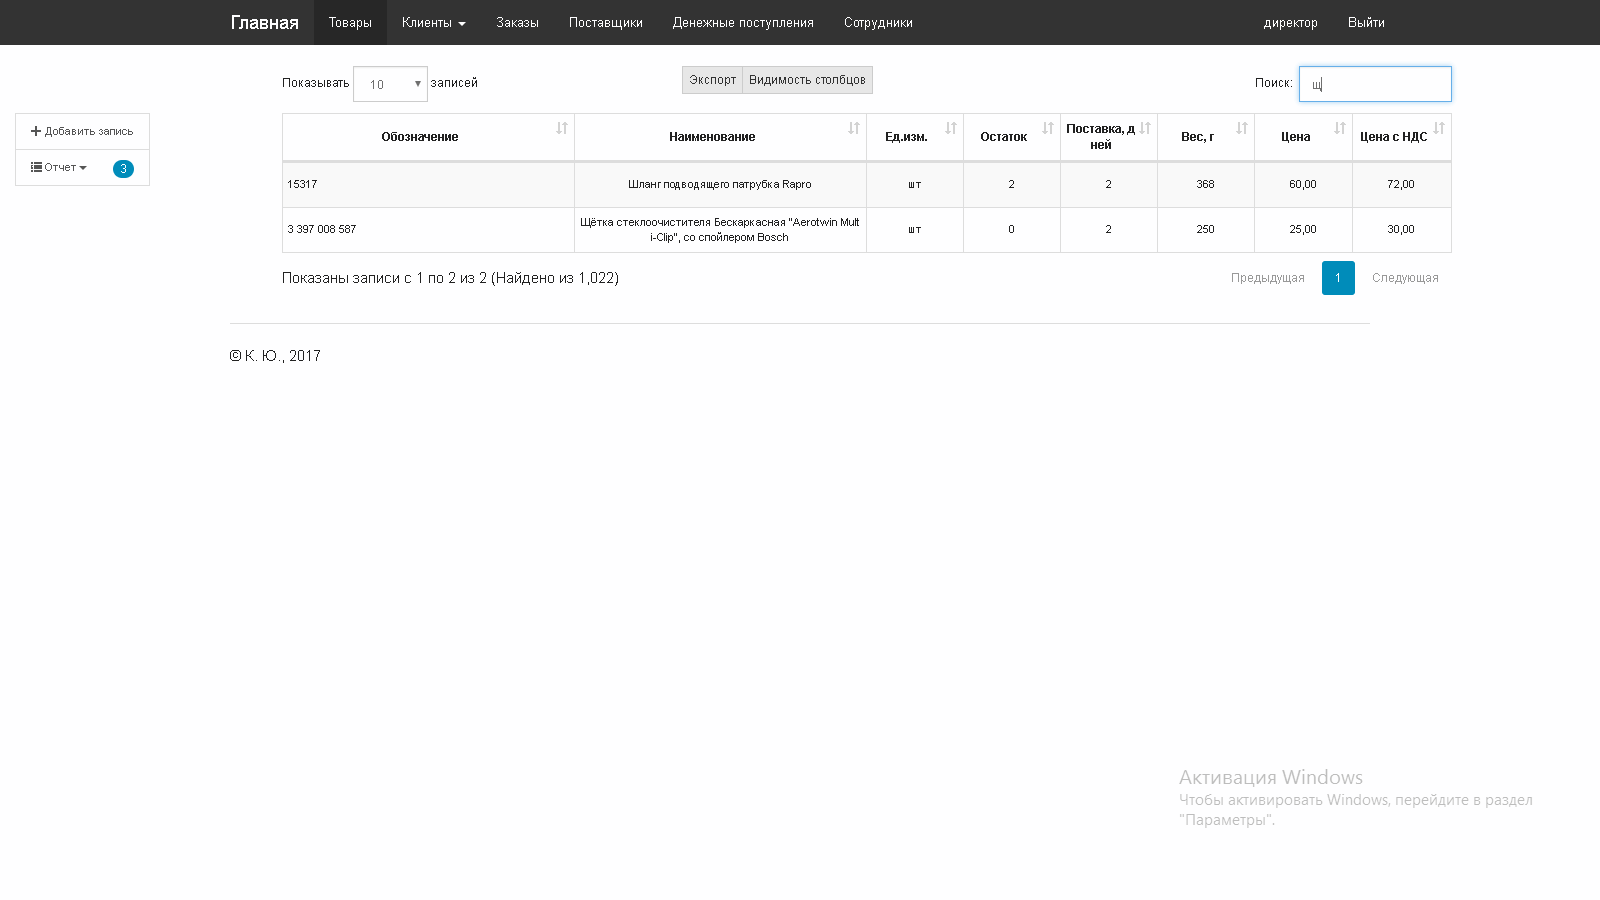 Главная Товары Клиенты Заказы Поставщики Денежные поступления Сотрудники директор Выйти
Показывать 10 записей Экспорт Видимость столбцов Поиск: щ
Добавить запись
Отчет 3
Обозначение Наименование Ед.изм. Остаток Поставка, д
ней Вес, г Цена Цена с НДС
15317 Шланг подводящего патрубка Rapro шт 2 2 368 60,00 72,00
3 397 008 587 Щётка стеклоочистителя Бескаркасная "Aerotwin Mult
i-Clip", со спойлером Bosch шт 0 2 250 25,00 30,00
Показаны записи с 1 по 2 из 2 (Найдено из 1,022) Предыдущая 1 Следующая
© К. Ю., 2017
Активация Windows
Чтобы активировать Windows, перейдите в раздел
"Параметры".